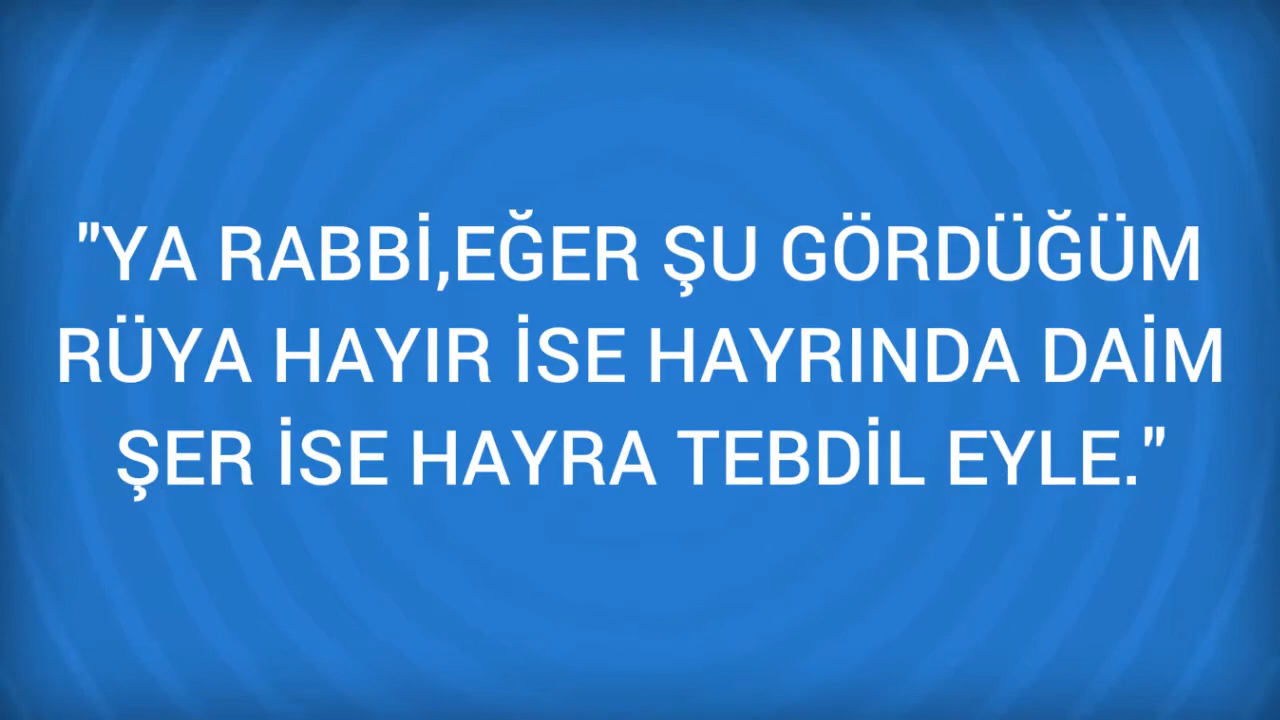 "YA RABBİ,EĞER ŞU GÖRDÜĞÜM
RÜYA HAYIR İSE HAYRINDA DAİM
ŞER İSE HAYRA TEBDİL EYLE."